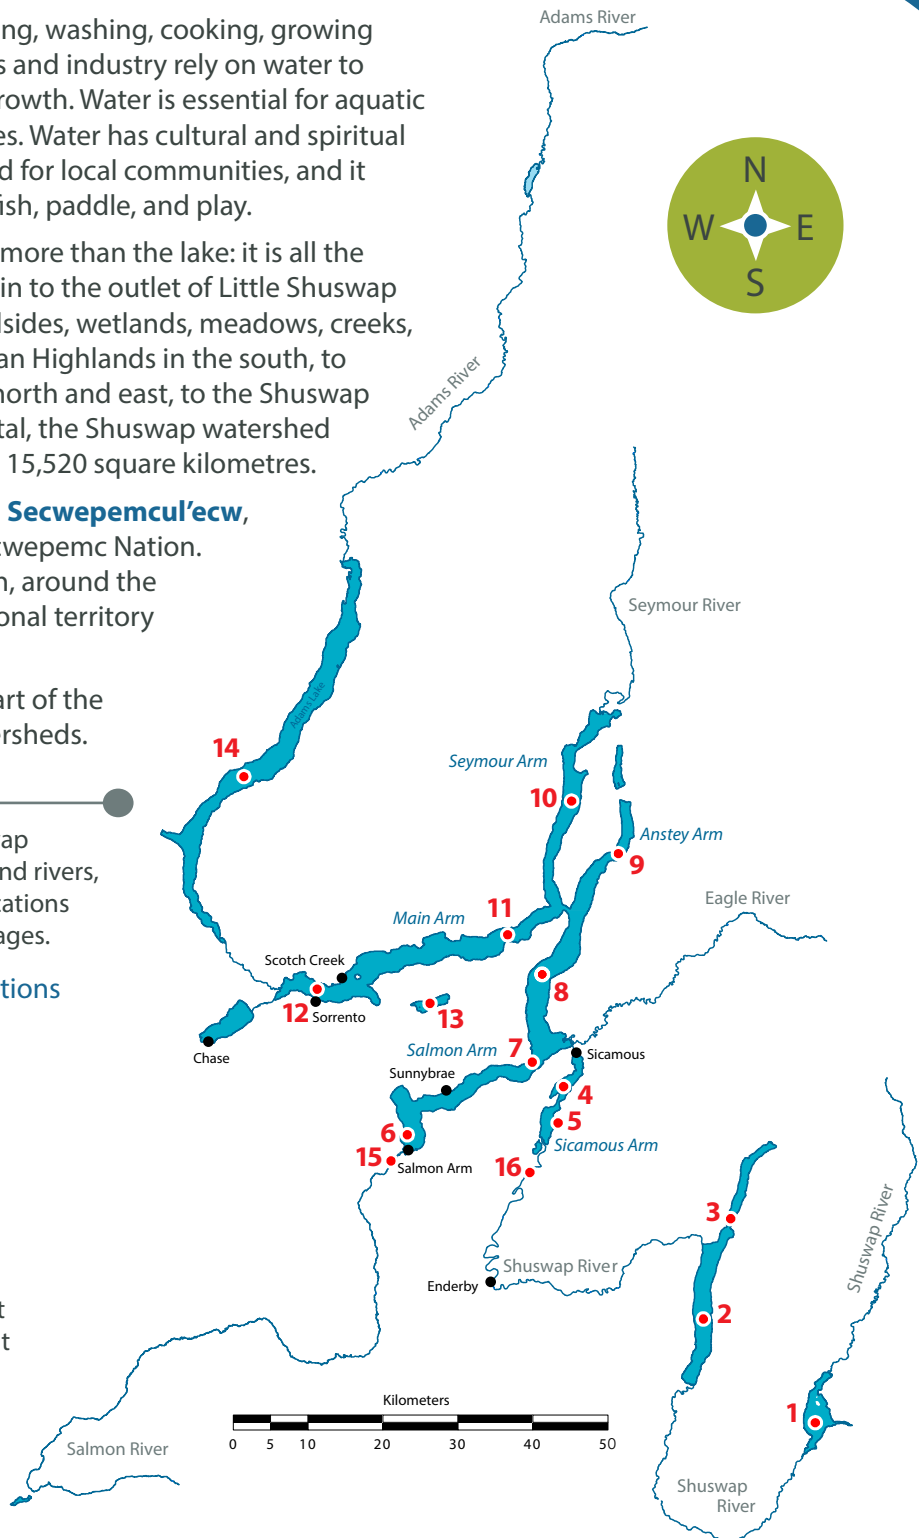 ng, washing, cooking, growing
s and industry rely on water to
rowth. Water is essential for aquatic
es. Water has cultural and spiritual
d for local communities, and it
fish, paddle, and play.
more than the lake: it is all the
in to the outlet of Little Shuswap
lsides, wetlands, meadows, creeks,
an Highlands in the south, to
north and east, to the Shuswap
tal, the Shuswap watershed
15,520 square kilometres.
Secwepemcul’ecw,
cwepemc Nation.
n, around the
onal territory
art of the
ersheds.
ap
nd rivers,
ations
ages.
tions
t
t
Adams River
N
W E
S
Adams River
Seymour River
Adams Lake
14
Seymour Arm
10
Anstey Arm
9
Eagle River
11
Main Arm
Scotch Creek
8
12
Sorrento
13
Chase
Salmon Arm
7
Sicamous
Sunnybrae
4
5
6
Sicamous Arm
15
Salmon Arm
16
3
Shuswap River
Shuswap River
Enderby
2
Kilometers
0 5 10 20 30 40 50
1
Salmon River
Shuswap
River